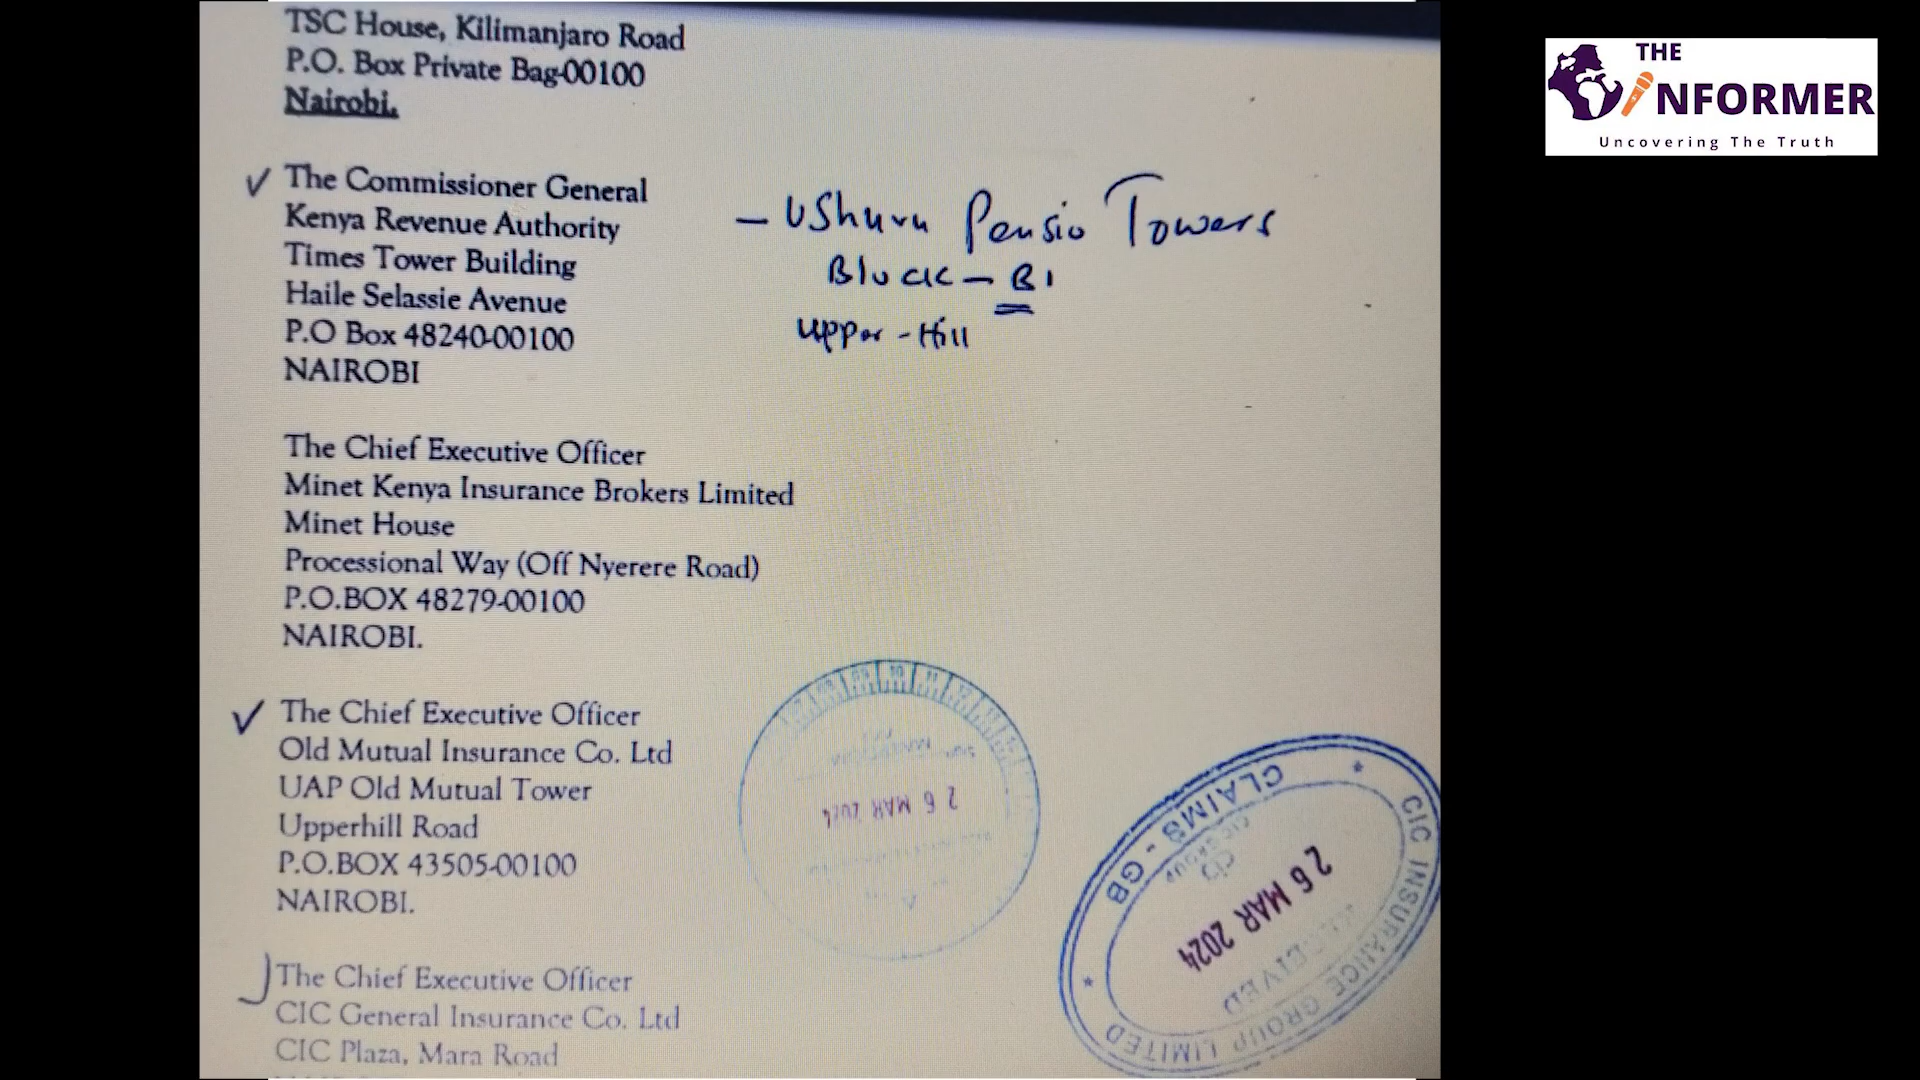 TSC House, Kilimanjaro Road
P.O. Box Private Bag-00100
Nairobi.
The Commissioner General
Kenya Revenue Authority
Times Tower Building
Haile Selassie Avenue
P.O Box 48240-00100
NAIROBI
- UShuru Pensio Towers
Block - B1
Upper - Hill
The Chief Executive Officer
Minet Kenya Insurance Brokers Limited
Minet House
Processional Way (Off Nyerere Road)
P.O.BOX 48279-00100
NAIROBI.
The Chief Executive Officer
Old Mutual Insurance Co. Ltd
UAP Old Mutual Tower
Upperhill Road
P.O.BOX 43505-00100
NAIROBI.
The Chief Executive Officer
CIC General Insurance Co. Ltd
CIC Plaza, Mara Road
26 MAR 2024
CIC INSURANCE GROUP LIMITED
CLAIMS - GB
CIC GROUP
26 MAR 2024
RECEIVED
THE
INFORMER
Uncovering The Truth